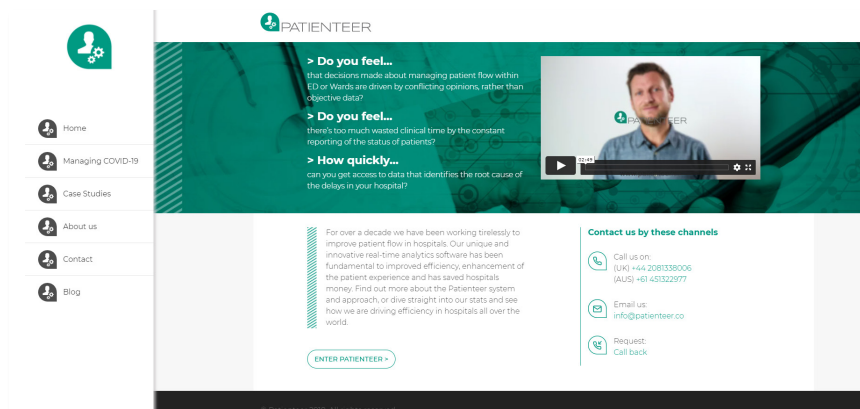 PATIENTEER
Home
Managing COVID-19
Case Studies
About us
Contact
Blog
> Do you feel...
that decisions made about managing patient flow within
ED or Wards are driven by conflicting opinions, rather than
objective data?
> Do you feel...
there's too much wasted clinical time by the constant
reporting of the status of patients?
> How quickly...
can you get access to data that identifies the root cause of
the delays in your hospital?
PATIENTEER
02:49
For over a decade we have been working tirelessly to
improve patient flow in hospitals. Our unique and
innovative real-time analytics software has been
fundamental to improved efficiency, enhancement of
the patient experience and has saved hospitals
money. Find out more about the Patienteer system
and approach, or dive straight into our stats and see
how we are driving efficiency in hospitals all over the
world.
ENTER PATIENTEER >
Contact us by these channels
Call us on:
(UK) +44 2081338006
(AUS) +61 451322977
Email us:
info@patienteer.co
Request:
Call back